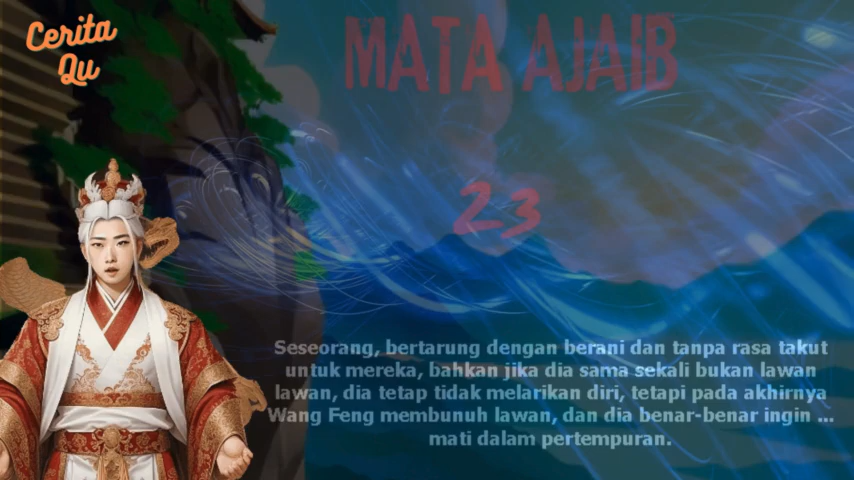 Cerita
Qu
MATA AJAIB
23
Seseorang, bertarung dengan berani dan tanpa rasa takut
untuk mereka, bahkan jika dia sama sekali bukan lawan
lawan, dia tetap tidak melarikan diri, tetapi pada akhirnya
Wang Feng membunuh lawan, dan dia benar-benar ingin ...
mati dalam pertempuran.